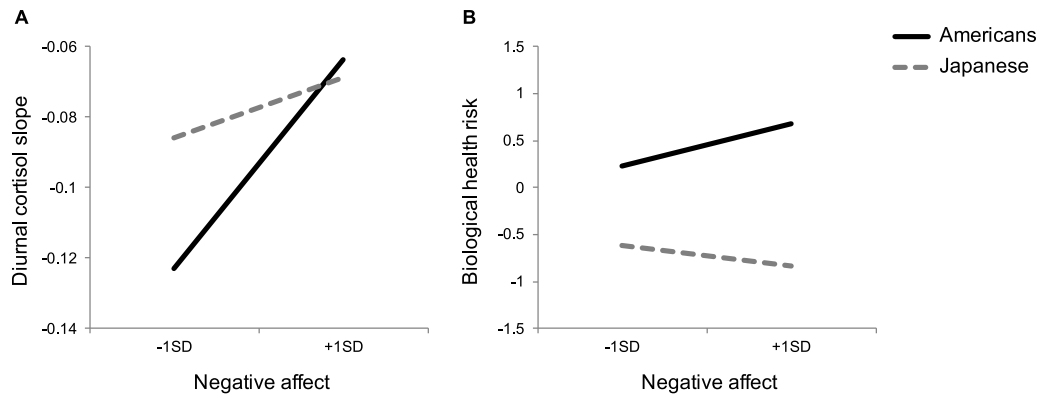 A
-0.06
-0.08
-0.1
-0.12
-0.14
Diurnal cortisol slope
-1SD
+1SD
Negative affect
B
1.5
1
0.5
0
-0.5
-1
-1.5
Biological health risk
-1SD
+1SD
Negative affect
Americans
Japanese